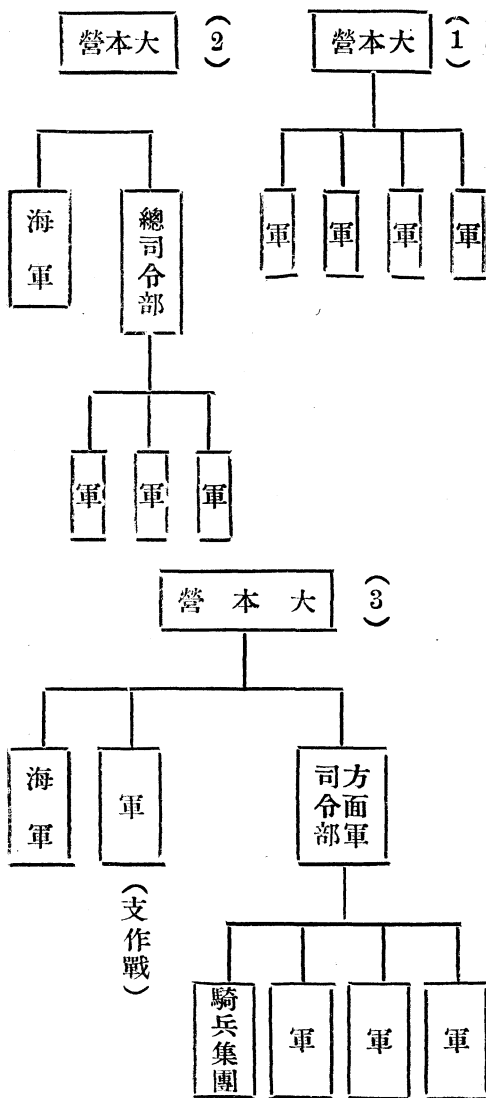 (1)
大本營
軍
軍
軍
軍
(2)
大本營
總司令部
海軍
軍
軍
軍
(3)
大本營
方面軍
司令部
軍
(支作戰)
海軍
軍
軍
軍
騎兵集團